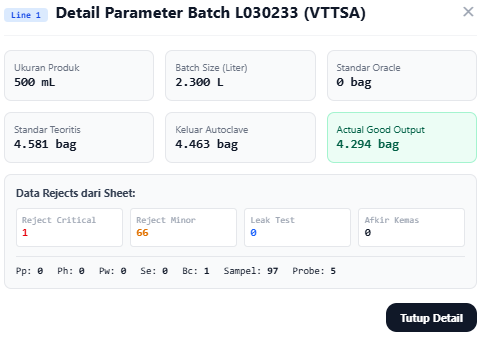 Line 1 Detail Parameter Batch L030233 (VTTSA)
Ukuran Produk Batch Size (Liter) Standar Oracle
500 mL 2.300 L 0 bag
Standar Teoritis Keluar Autoclave Actual Good Output
4.581 bag 4.463 bag 4.294 bag
Data Rejects dari Sheet:
Reject Critical Reject Minor Leak Test Afkir Kemas
1 66 0 0
Pp: 0 Ph: 0 Pw: 0 Se: 0 Bc: 1 Sampel: 97 Probe: 5
Tutup Detail